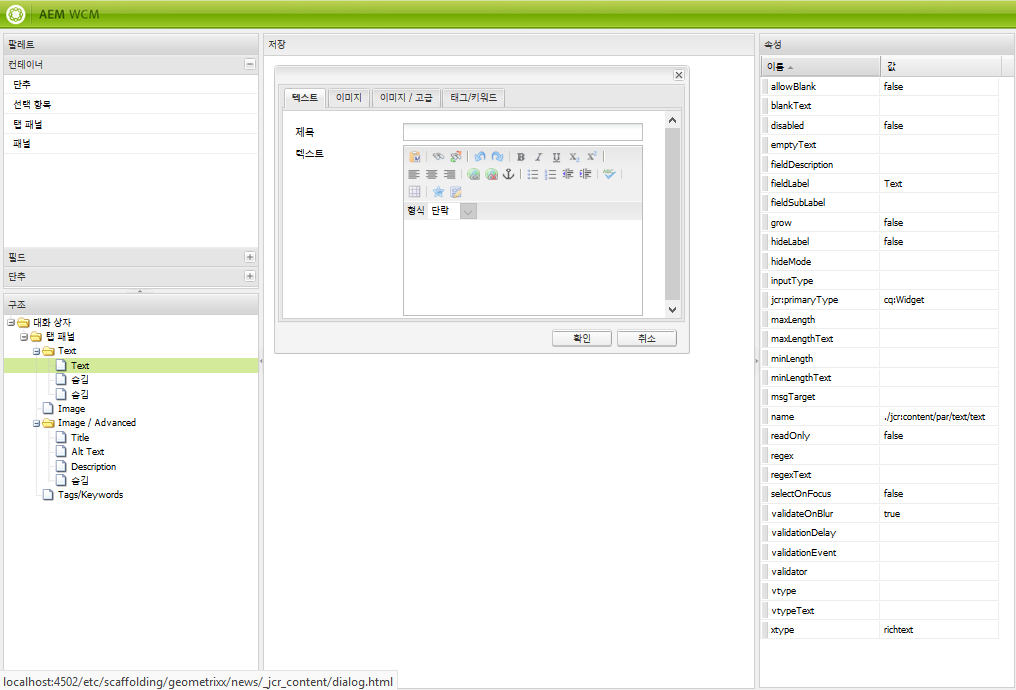 AEM WCM
팔레트
컨테이너
단추
선택 항목
탭 패널
패널
필드
단추
구조
대화 상자
탭 패널
Text
Text
숨김
숨김
Image
Image / Advanced
Title
Alt Text
Description
숨김
Tags/Keywords
저장
텍스트 이미지 이미지 / 고급 태그/키워드
제목
텍스트
형식 단락
확인 취소
속성
이름 값
allowBlank false
blankText
disabled false
emptyText
fieldDescription
fieldLabel Text
fieldSubLabel
grow false
hideLabel false
hideMode
inputType
jcr:primaryType cq:Widget
maxLength
maxLengthText
minLength
minLengthText
msgTarget
name ./jcr:content/par/text/text
readOnly false
regex
regexText
selectOnFocus false
validateOnBlur true
validationDelay
validationEvent
validator
vtype
vtypeText
xtype richtext
localhost:4502/etc/scaffolding/geometrixx/news/_jcr_content/dialog.html